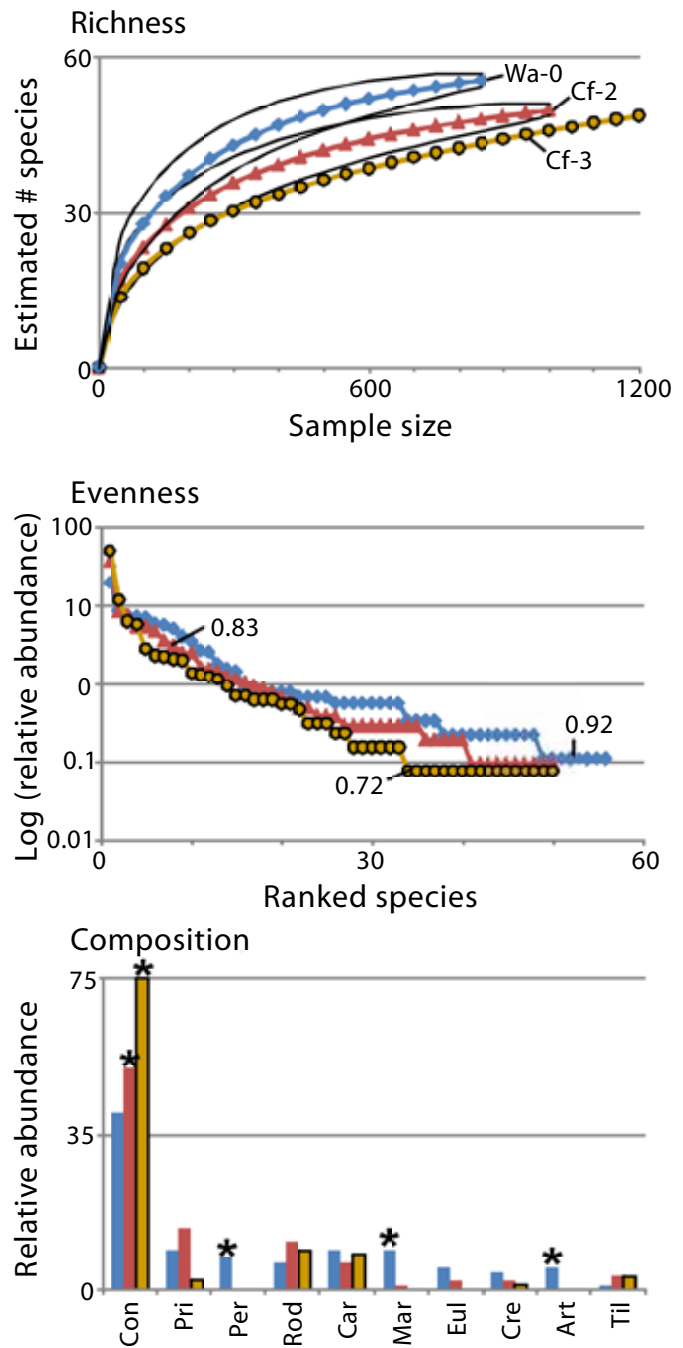 Richness
60
Wa-0
Cf-2
Cf-3
30
0
Estimated # species
0 600 1200
Sample size
Evenness
100
10
0.83
0
0.92
0.1
0.72
0.01
Log (relative abundance)
0 30 60
Ranked species
Composition
75
*
*
35
*
*
*
0
Relative abundance
Con Pri Per Rod Car Mar Eul Cre Art Til